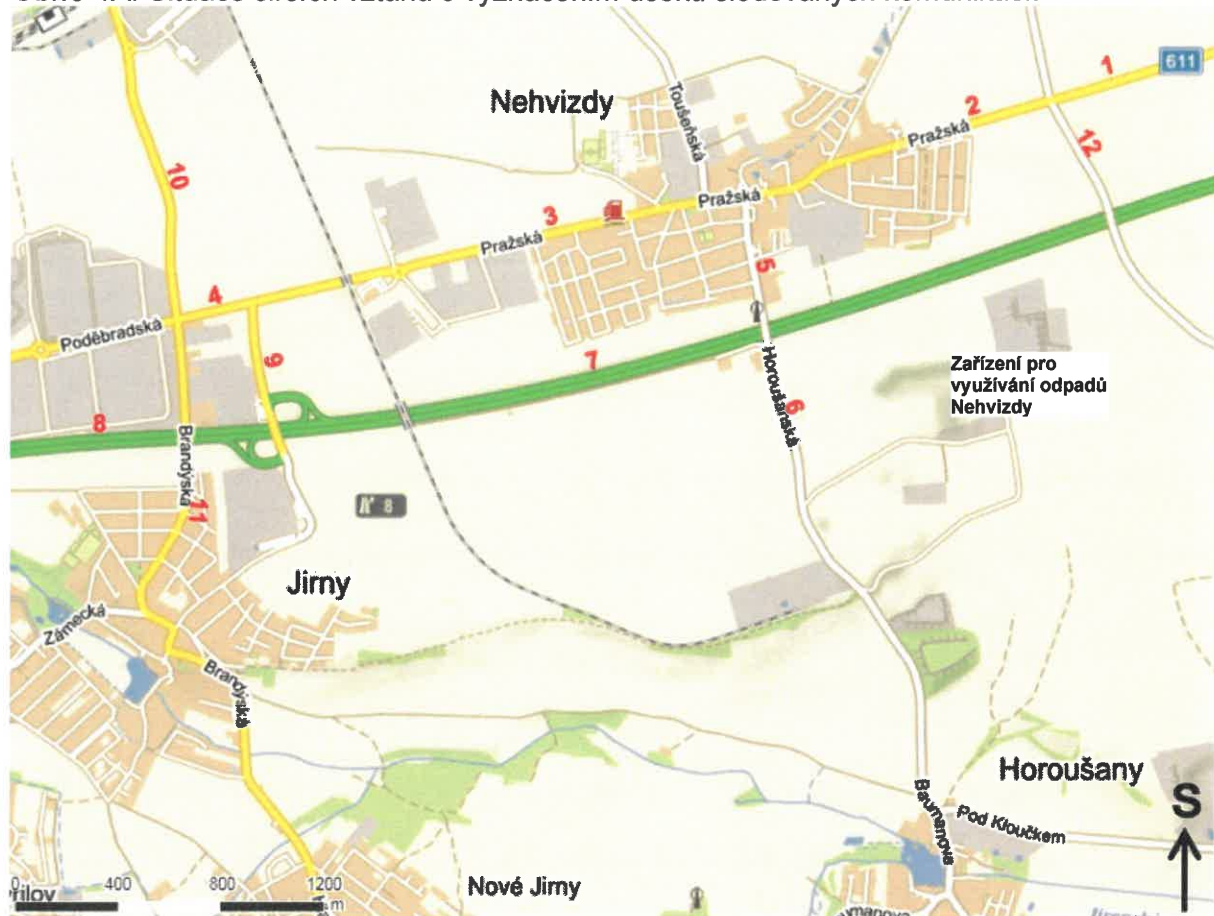 1
611
Nehvizdy
Toušeňská
2
Pražská
12
10
3
Pražská
Pražská
5
4
Poděbradská
9
7
Zařízení pro
využívání odpadů
Nehvizdy
Horoušanská
6
8
Brandýská
11
8
Jirny
Zámecká
Brandýská
Horoušany
S
Baumanova
Pod Kloučkem
0 400 800 1200
m
Nové Jirny